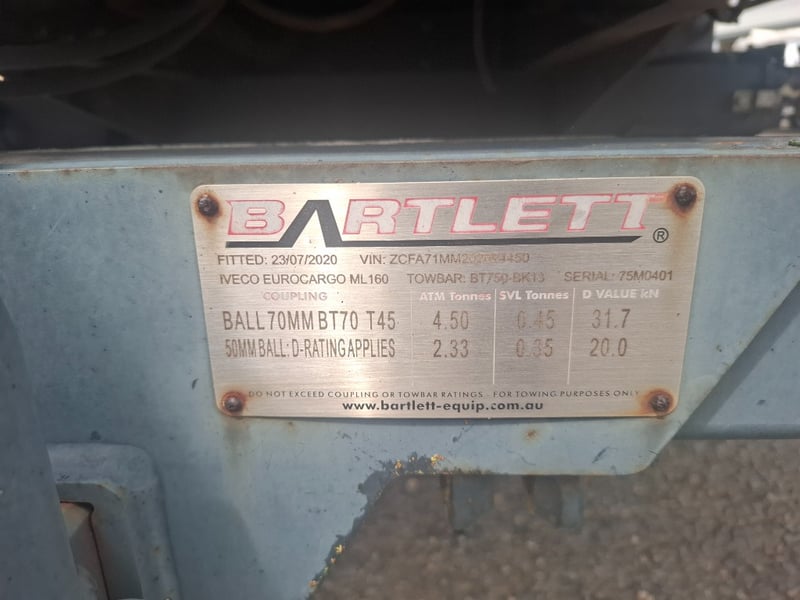 BARTLETT ®
FITTED: 23/07/2020 VIN:
IVECO EUROCARGO ML160 TOWBAR: BT750-BK13 SERIAL: 75M0401
COUPLING ATM Tonnes SVL Tonnes D VALUE kN
BALL 70MM BT70 T45 4.50 0.45 31.7
50MM BALL: D-RATING APPLIES 2.33 20.0
DO NOT EXCEED COUPLING OR TOWBAR RATINGS - FOR TOWING PURPOSES ONLY
www.bartlett-equip.com.au